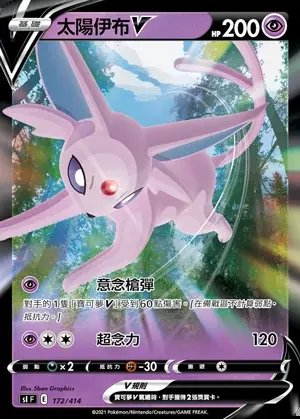 基礎 太陽伊布V HP 200
意念槍彈
對手的1隻「寶可夢V」受到60點傷害。[在備戰區不計算弱點、
抵抗力。]
超念力 120
弱點 ×2 抵抗力 -30 撤退
V規則
寶可夢V氣絕時，對手獲得2張獎賞卡。
Illus. 5ban Graphics
sI F E 172/414
©2021 Pokémon/Nintendo/Creatures/GAME FREAK.